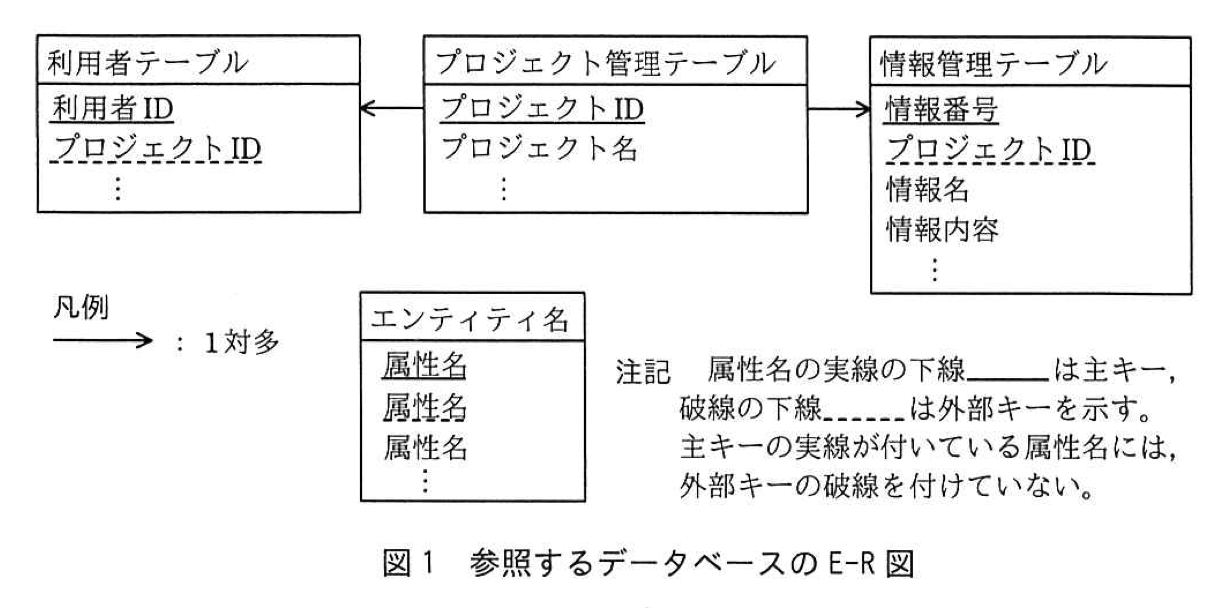 利用者テーブル
利用者ID
プロジェクトID
⋮
プロジェクト管理テーブル
プロジェクトID
プロジェクト名
⋮
情報管理テーブル
情報番号
プロジェクトID
情報名
情報内容
⋮
凡例
：1対多
エンティティ名
属性名
属性名
属性名
⋮
注記　属性名の実線の下線＿＿＿は主キー，
破線の下線______は外部キーを示す。
主キーの実線が付いている属性名には，
外部キーの破線を付けていない。
図1　参照するデータベースのE-R図